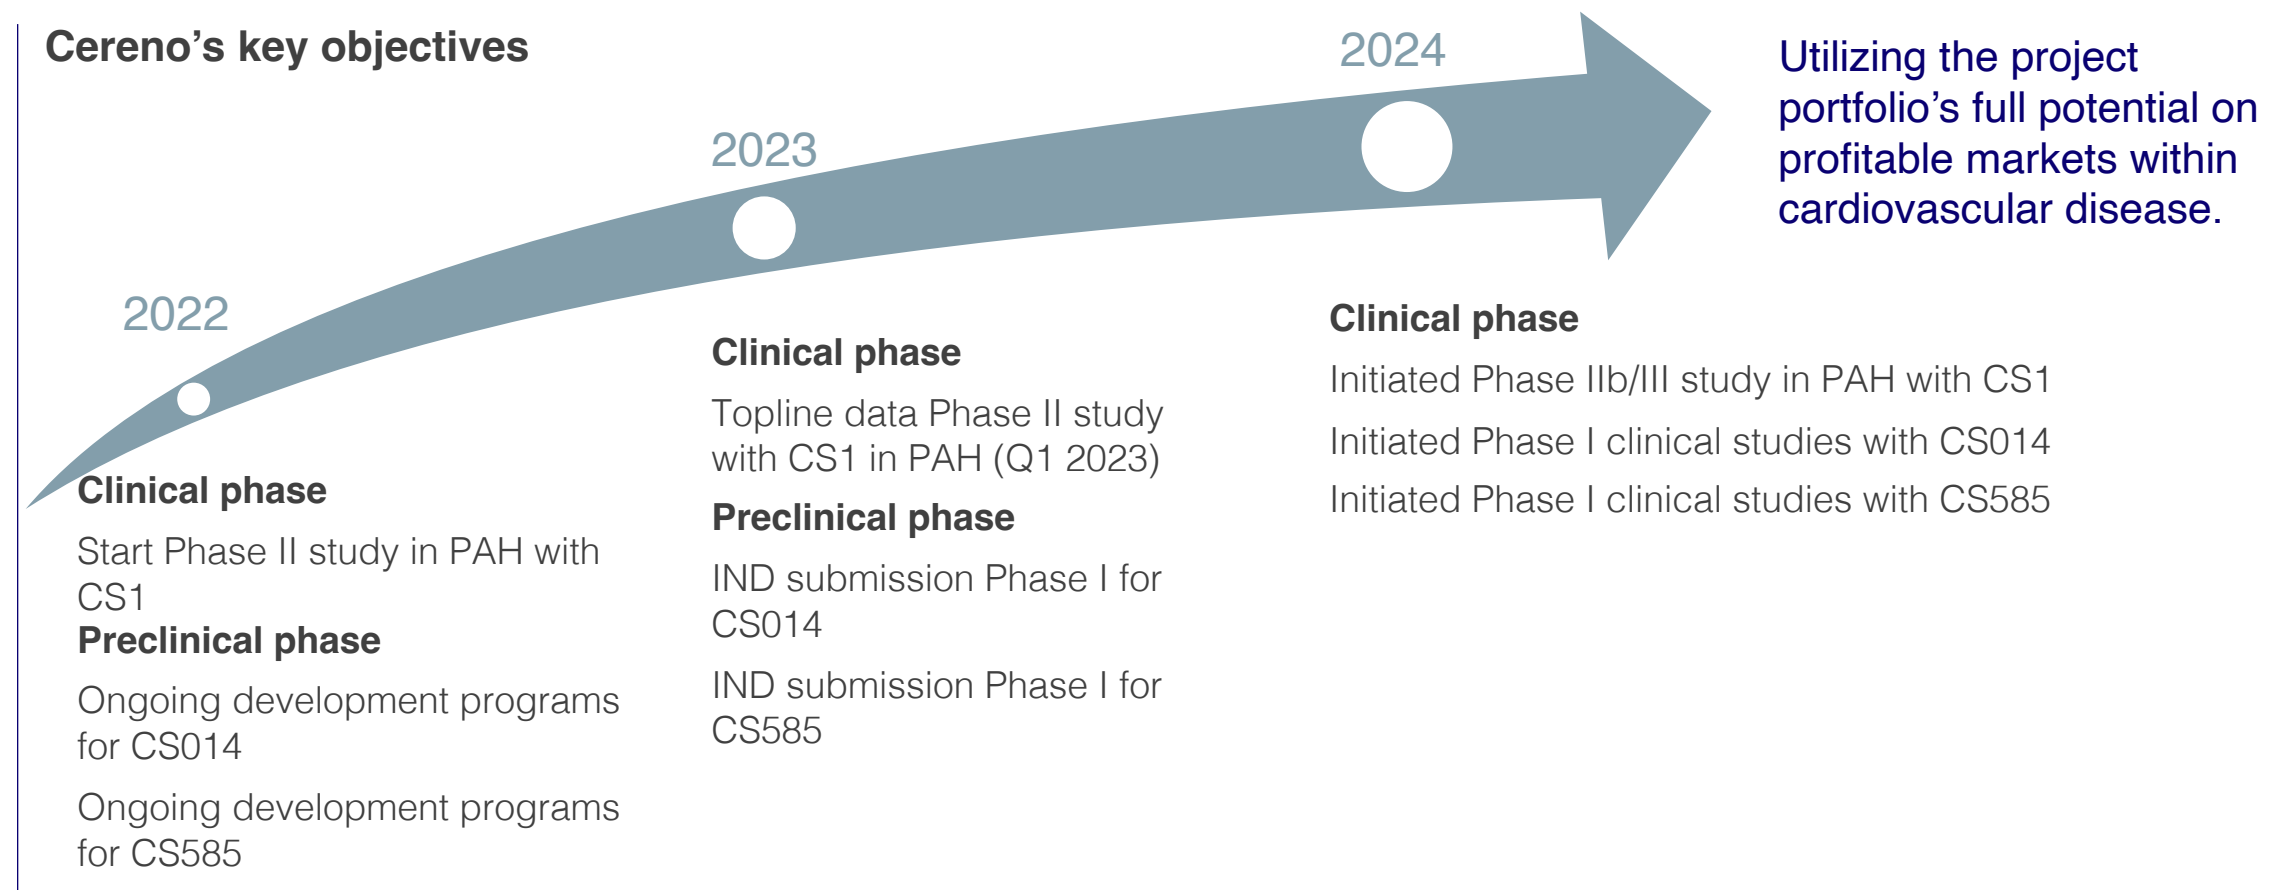 Cereno’s key objectives
2022
Clinical phase
Start Phase II study in PAH with
CS1
Preclinical phase
Ongoing development programs
for CS014
Ongoing development programs
for CS585
2023
Clinical phase
Topline data Phase II study
with CS1 in PAH (Q1 2023)
Preclinical phase
IND submission Phase I for
CS014
IND submission Phase I for
CS585
2024
Clinical phase
Initiated Phase IIb/III study in PAH with CS1
Initiated Phase I clinical studies with CS014
Initiated Phase I clinical studies with CS585
Utilizing the project
portfolio’s full potential on
profitable markets within
cardiovascular disease.